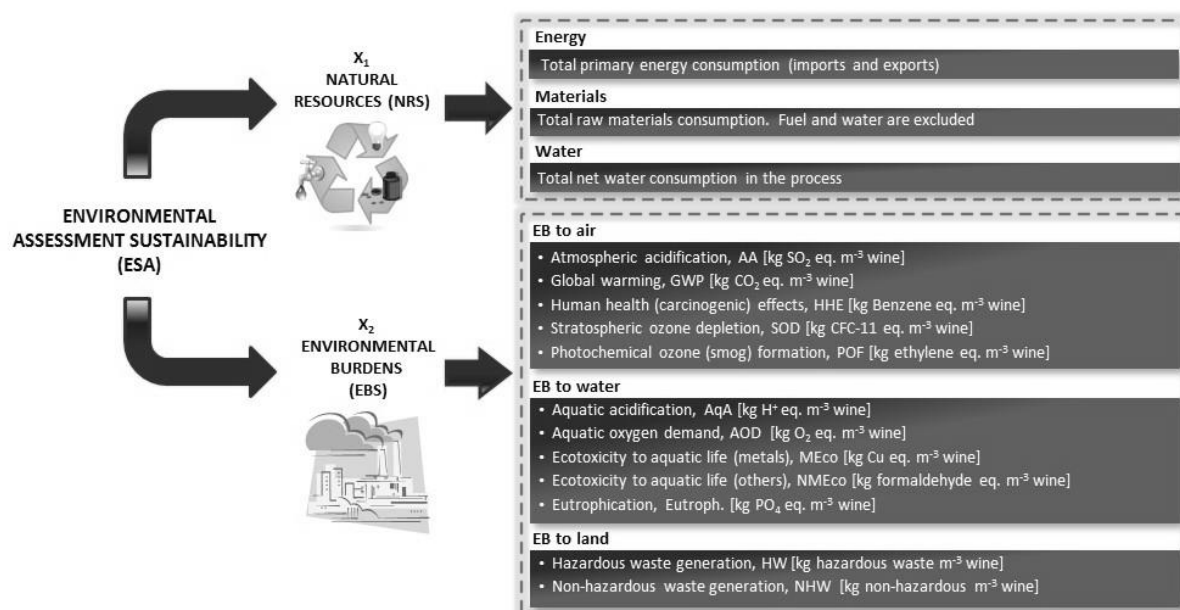 ENVIRONMENTAL
ASSESSMENT SUSTAINABILITY
(ESA)
X₁
NATURAL
RESOURCES (NRS)
Energy
Total primary energy consumption (imports and exports)
Materials
Total raw materials consumption. Fuel and water are excluded
Water
Total net water consumption in the process
X₂
ENVIRONMENTAL
BURDENS
(EBS)
EB to air
• Atmospheric acidification, AA [kg SO₂ eq. m⁻³ wine]
• Global warming, GWP [kg CO₂ eq. m⁻³ wine]
• Human health (carcinogenic) effects, HHE [kg Benzene eq. m⁻³ wine]
• Stratospheric ozone depletion, SOD [kg CFC-11 eq. m⁻³ wine]
• Photochemical ozone (smog) formation, POF [kg ethylene eq. m⁻³ wine]
EB to water
• Aquatic acidification, AqA [kg H⁺ eq. m⁻³ wine]
• Aquatic oxygen demand, AOD [kg O₂ eq. m⁻³ wine]
• Ecotoxicity to aquatic life (metals), MEco [kg Cu eq. m⁻³ wine]
• Ecotoxicity to aquatic life (others), NMEco [kg formaldehyde eq. m⁻³ wine]
• Eutrophication, Eutroph. [kg PO₄ eq. m⁻³ wine]
EB to land
• Hazardous waste generation, HW [kg hazardous waste m⁻³ wine]
• Non-hazardous waste generation, NHW [kg non-hazardous m⁻³ wine]